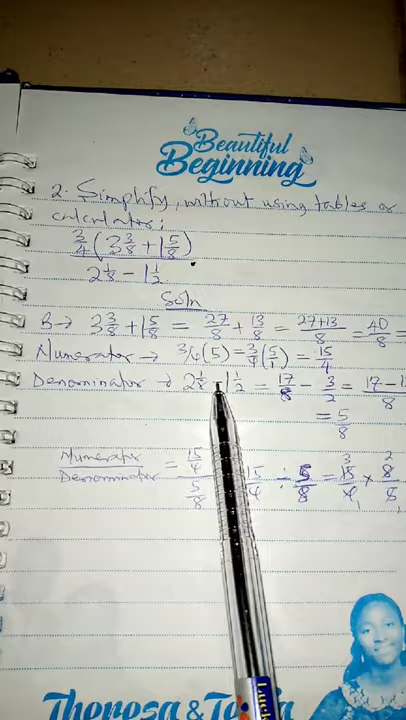 Beautiful
Beginning
2. Simplify, without using tables or
calculator;
3/4 (3 3/8 + 1 5/8)
2 1/8 - 1 1/2
Soln
B → 3 3/8 + 1 5/8 = 27/8 + 13/8 = 27+13/8 = 40/8 =
Numerator → 3/4(5) = 3/4(5/1) = 15/4
Denominator → 2 1/8 - 1 1/2 = 17/8 - 3/2 = 17-1
8
= 5/8
Numerator/Denominator = 15/4 / 5/8 15/4 ÷ 5/8 = 15/4 × 8/5
3 2
1 1
Theresa &
Luck